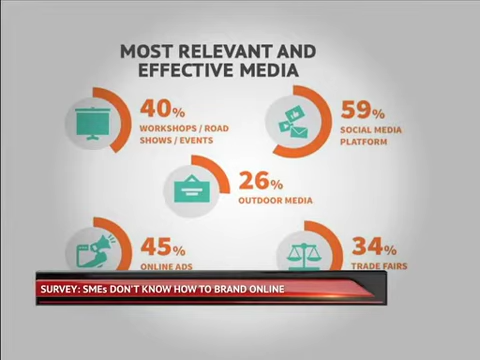 MOST RELEVANT AND
EFFECTIVE MEDIA
40%
WORKSHOPS / ROAD
SHOWS / EVENTS
59%
SOCIAL MEDIA
PLATFORM
26%
OUTDOOR MEDIA
45%
ONLINE ADS
34%
TRADE FAIRS
SURVEY: SMEs DON'T KNOW HOW TO BRAND ONLINE